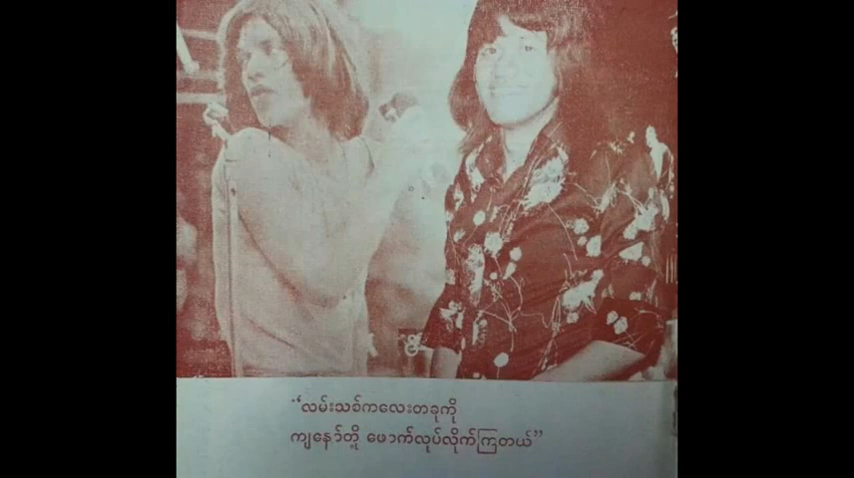 “လမ်းသစ်ကလေးတခုကို
ကျနော်တို့ ဖောက်လုပ်လိုက်ကြတယ်”